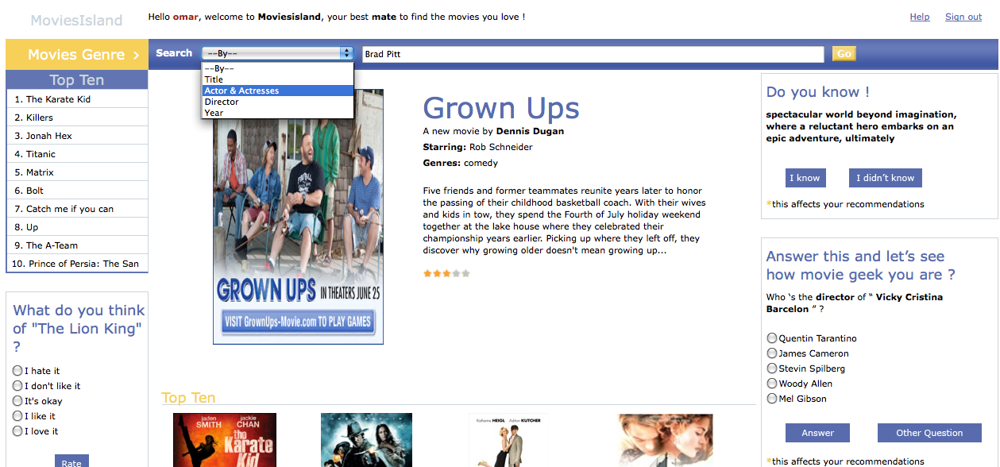 MoviesIsland
Hello omar, welcome to Moviesisland, your best mate to find the movies you love !
Help Sign out
Movies Genre >
Search --By-- Brad Pitt Go
--By--
Title
Actor & Actresses
Director
Year
Top Ten
1. The Karate Kid
2. Killers
3. Jonah Hex
4. Titanic
5. Matrix
6. Bolt
7. Catch me if you can
8. Up
9. The A-Team
10. Prince of Persia: The San
What do you think
of "The Lion King"
?
I hate it
I don't like it
It's okay
I like it
I love it
Rate
GROWN UPS IN THEATERS JUNE 25
VISIT GrownUps-Movie.com TO PLAY GAMES
Grown Ups
A new movie by Dennis Dugan
Starring: Rob Schneider
Genres: comedy
Five friends and former teammates reunite years later to honor
the passing of their childhood basketball coach. With their wives
and kids in tow, they spend the Fourth of July holiday weekend
together at the lake house where they celebrated their
championship years earlier. Picking up where they left off, they
discover why growing older doesn't mean growing up...
Top Ten
jaden SMITH jackie CHAN
the Karate Kid
Katherine HEIGL Ashton KUTCHER
Do you know !
spectacular world beyond imagination,
where a reluctant hero embarks on an
epic adventure, ultimately
I know I didn't know
*this affects your recommendations
Answer this and let's see
how movie geek you are ?
Who 's the director of " Vicky Cristina
Barcelon " ?
Quentin Tarantino
James Cameron
Stevin Spilberg
Woody Allen
Mel Gibson
Answer Other Question
*this affects your recommendations